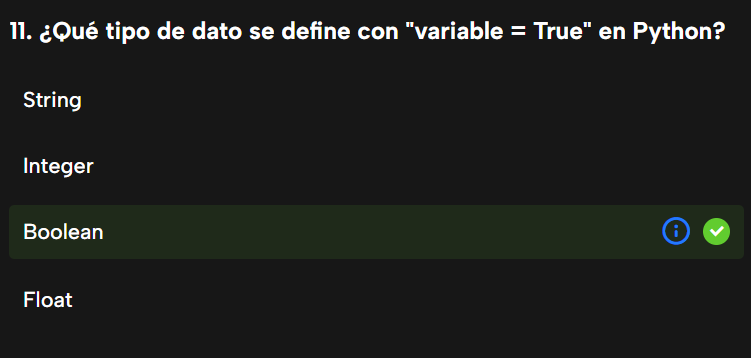 11. ¿Qué tipo de dato se define con "variable = True" en Python?
String
Integer
Boolean
Float